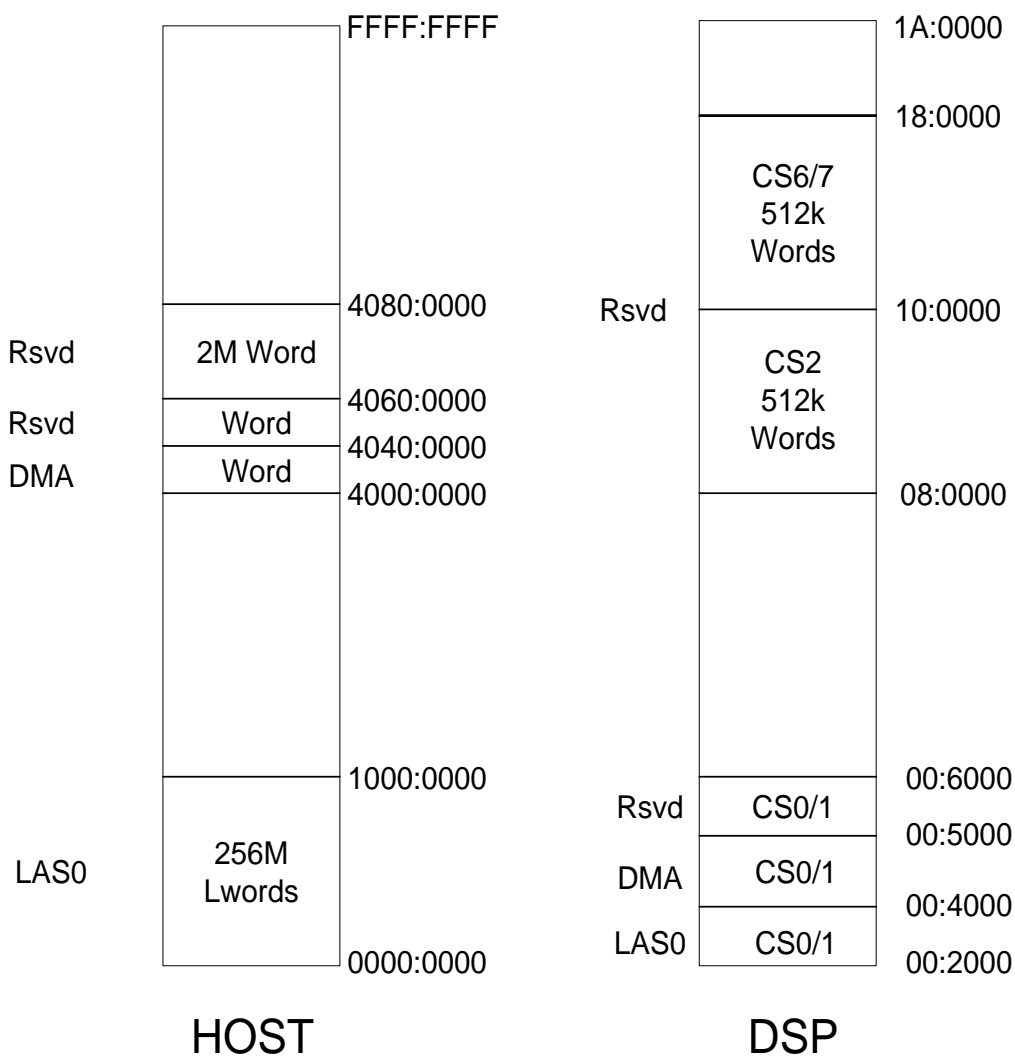 FFFF:FFFF
4080:0000
Rsvd
2M Word
4060:0000
Rsvd
Word
4040:0000
DMA
Word
4000:0000
1000:0000
LAS0
256M
Lwords
0000:0000
HOST
1A:0000
18:0000
CS6/7
512k
Words
Rsvd
10:0000
CS2
512k
Words
08:0000
00:6000
Rsvd
CS0/1
00:5000
DMA
CS0/1
00:4000
LAS0
CS0/1
00:2000
DSP